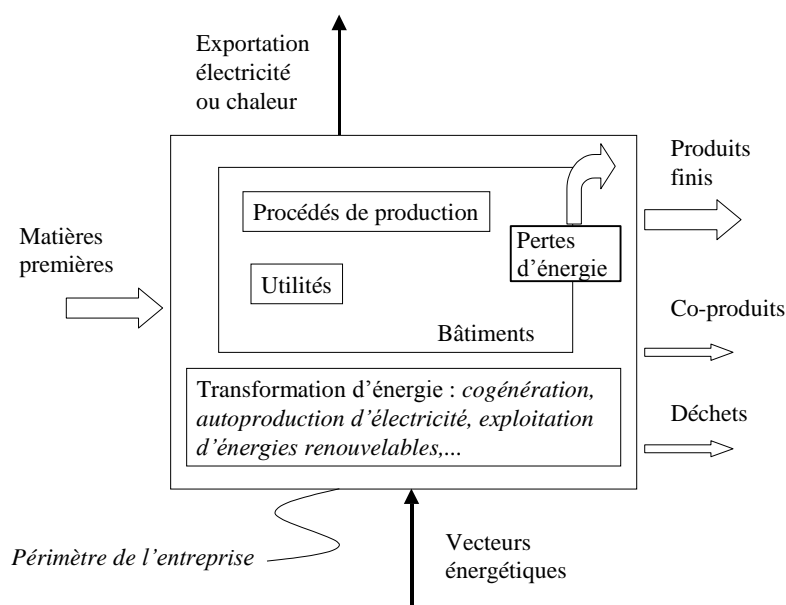 Exportation
électricité
ou chaleur
Produits
finis
Procédés de production
Matières
premières
Pertes
d’énergie
Utilités
Co-produits
Bâtiments
Transformation d’énergie : cogénération,
autoproduction d’électricité, exploitation
d’énergies renouvelables,...
Déchets
Périmètre de l’entreprise
Vecteurs
énergétiques